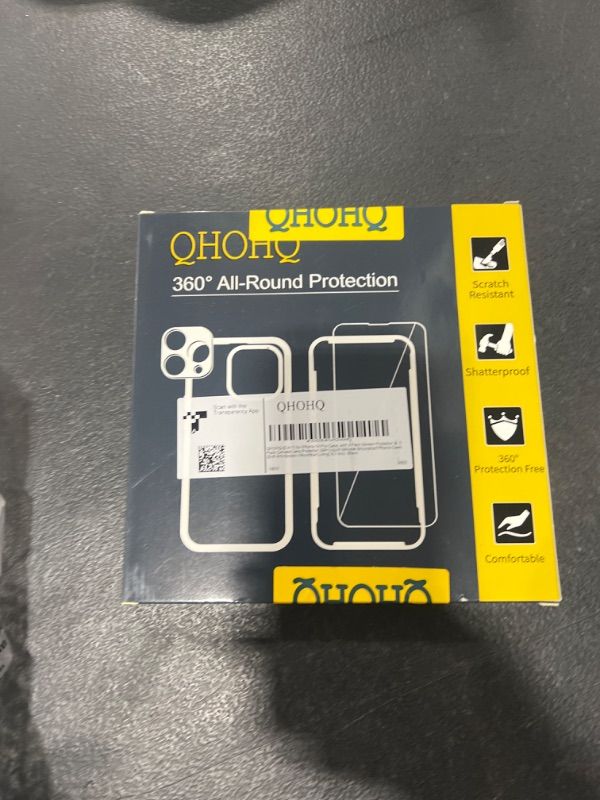 QHOHQ
QHOHQ
360° All-Round Protection
Scratch
Resistant
Shatterproof
360°
Protection Free
Comfortable
Scan with the
Transparency App
QHOHQ
QHOHQ